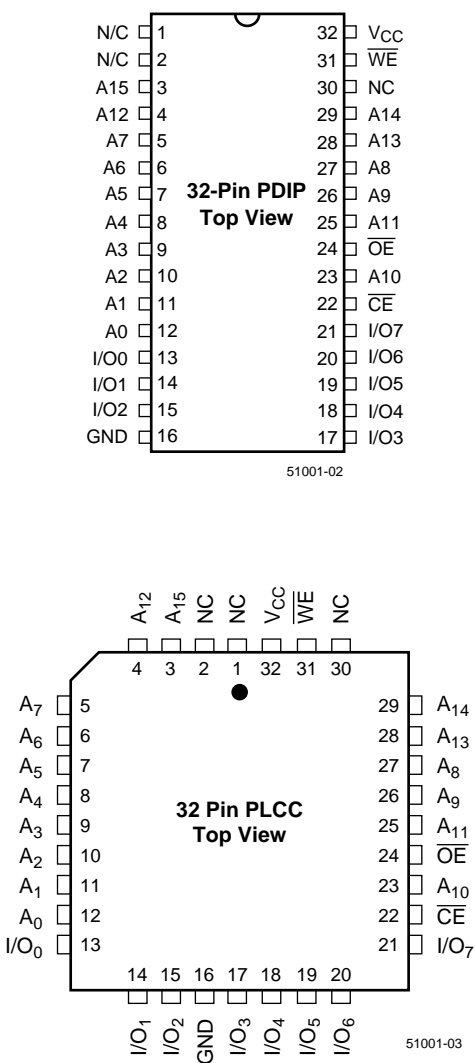 N/C 1 32 VCC
N/C 2 31 W̅E̅
A15 3 30 NC
A12 4 29 A14
A7 5 28 A13
A6 6 27 A8
A5 7 32-Pin PDIP 26 A9
A4 8 Top View 25 A11
A3 9 24 O̅E̅
A2 10 23 A10
A1 11 22 C̅E̅
A0 12 21 I/O7
I/O0 13 20 I/O6
I/O1 14 19 I/O5
I/O2 15 18 I/O4
GND 16 17 I/O3
51001-02
A12 A15 NC NC VCC W̅E̅ NC
4 3 2 1 32 31 30
A7 5 29 A14
A6 6 28 A13
A5 7 27 A8
A4 8 32 Pin PLCC 26 A9
A3 9 Top View 25 A11
A2 10 24 O̅E̅
A1 11 23 A10
A0 12 22 C̅E̅
I/O0 13 21 I/O7
14 15 16 17 18 19 20
I/O1 I/O2 GND I/O3 I/O4 I/O5 I/O6
51001-03